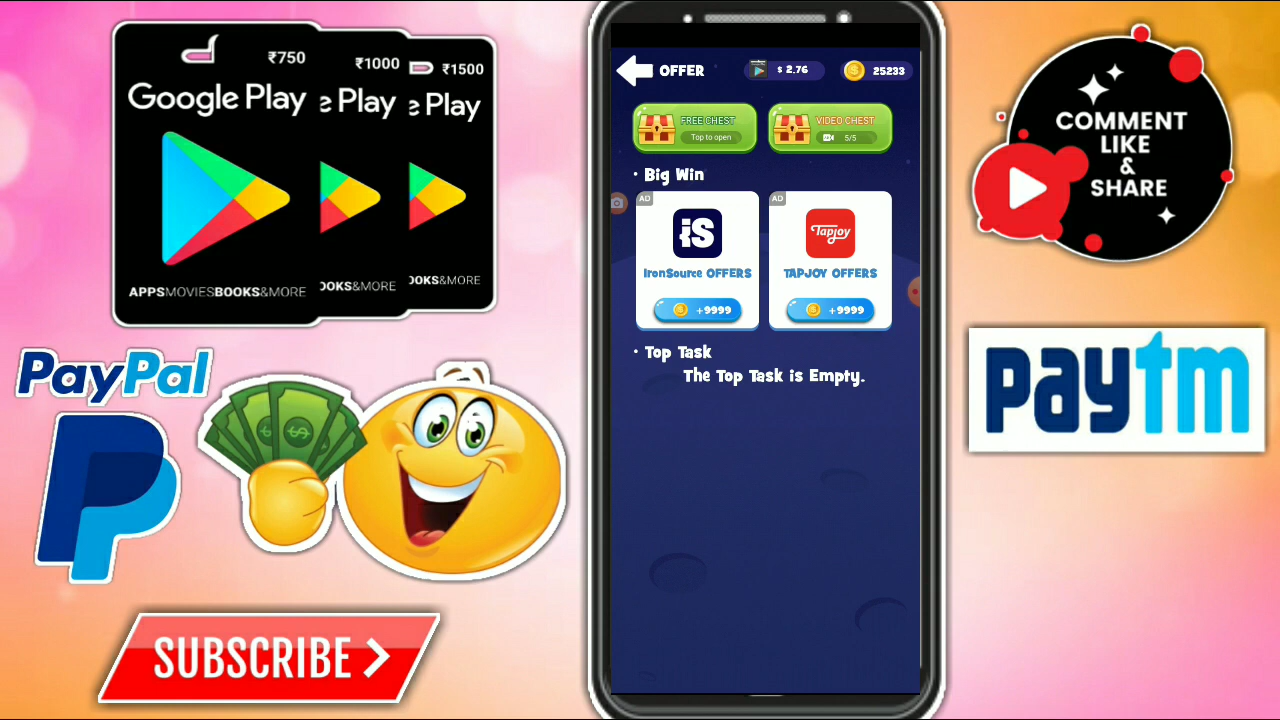 ₹750
Google Play
APPSMOVIESBOOKS&MORE
₹1000
e Play
OOKS&MORE
₹1500
e Play
OOKS&MORE
PayPal
SUBSCRIBE
OFFER
$ 2.76
25233
FREE CHEST
Tap to open
VIDEO CHEST
5/5
• Big Win
AD
iS
IronSource OFFERS
+9999
AD
Tapjoy
TAPJOY OFFERS
+9999
• Top Task
The Top Task is Empty.
COMMENT
LIKE
&
SHARE
paytm